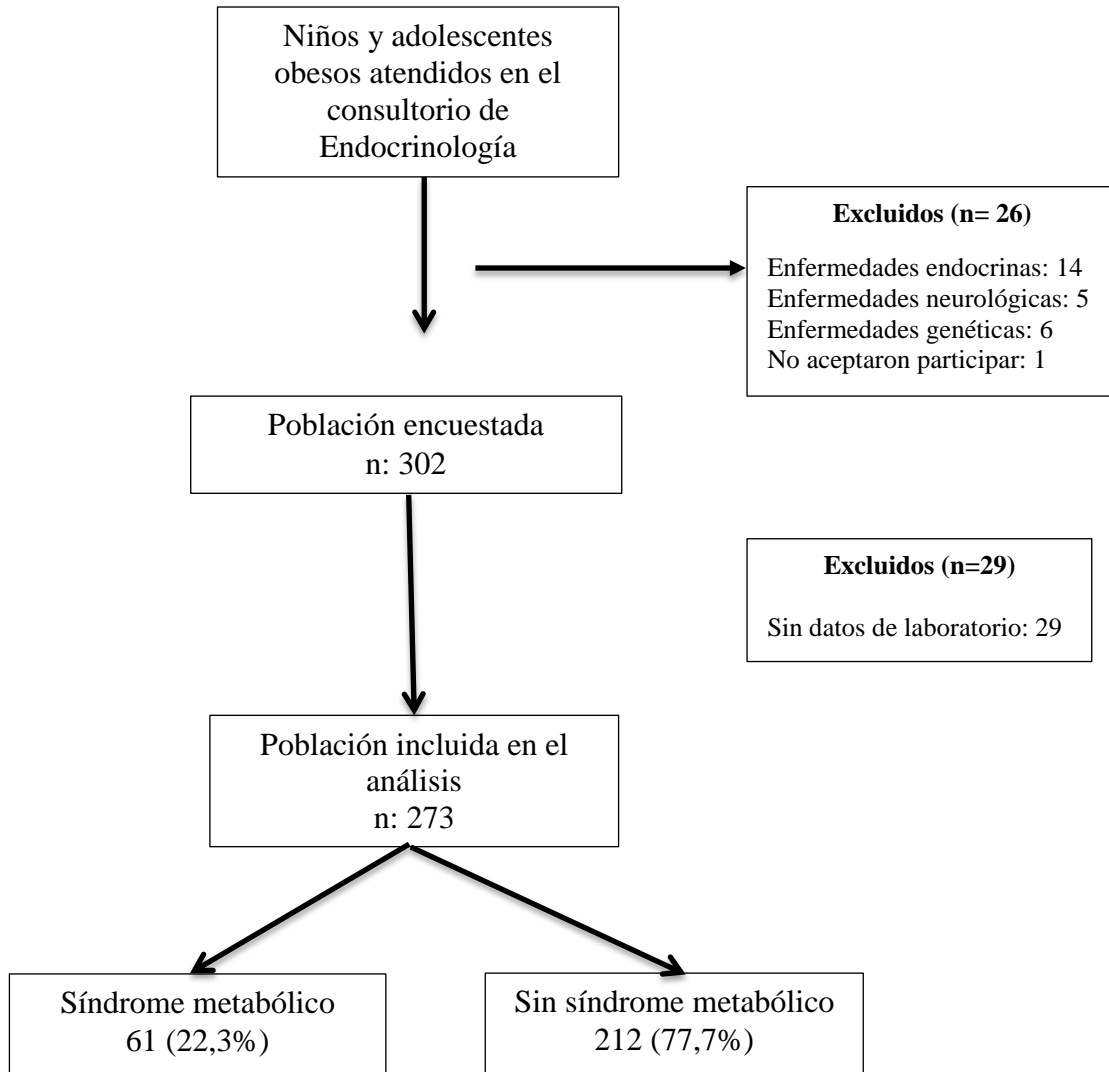 Niños y adolescentes
obesos atendidos en el
consultorio de
Endocrinología
Excluidos (n= 26)
Enfermedades endocrinas: 14
Enfermedades neurológicas: 5
Enfermedades genéticas: 6
No aceptaron participar: 1
Población encuestada
n: 302
Excluidos (n=29)
Sin datos de laboratorio: 29
Población incluida en el
análisis
n: 273
Síndrome metabólico
61 (22,3%)
Sin síndrome metabólico
212 (77,7%)